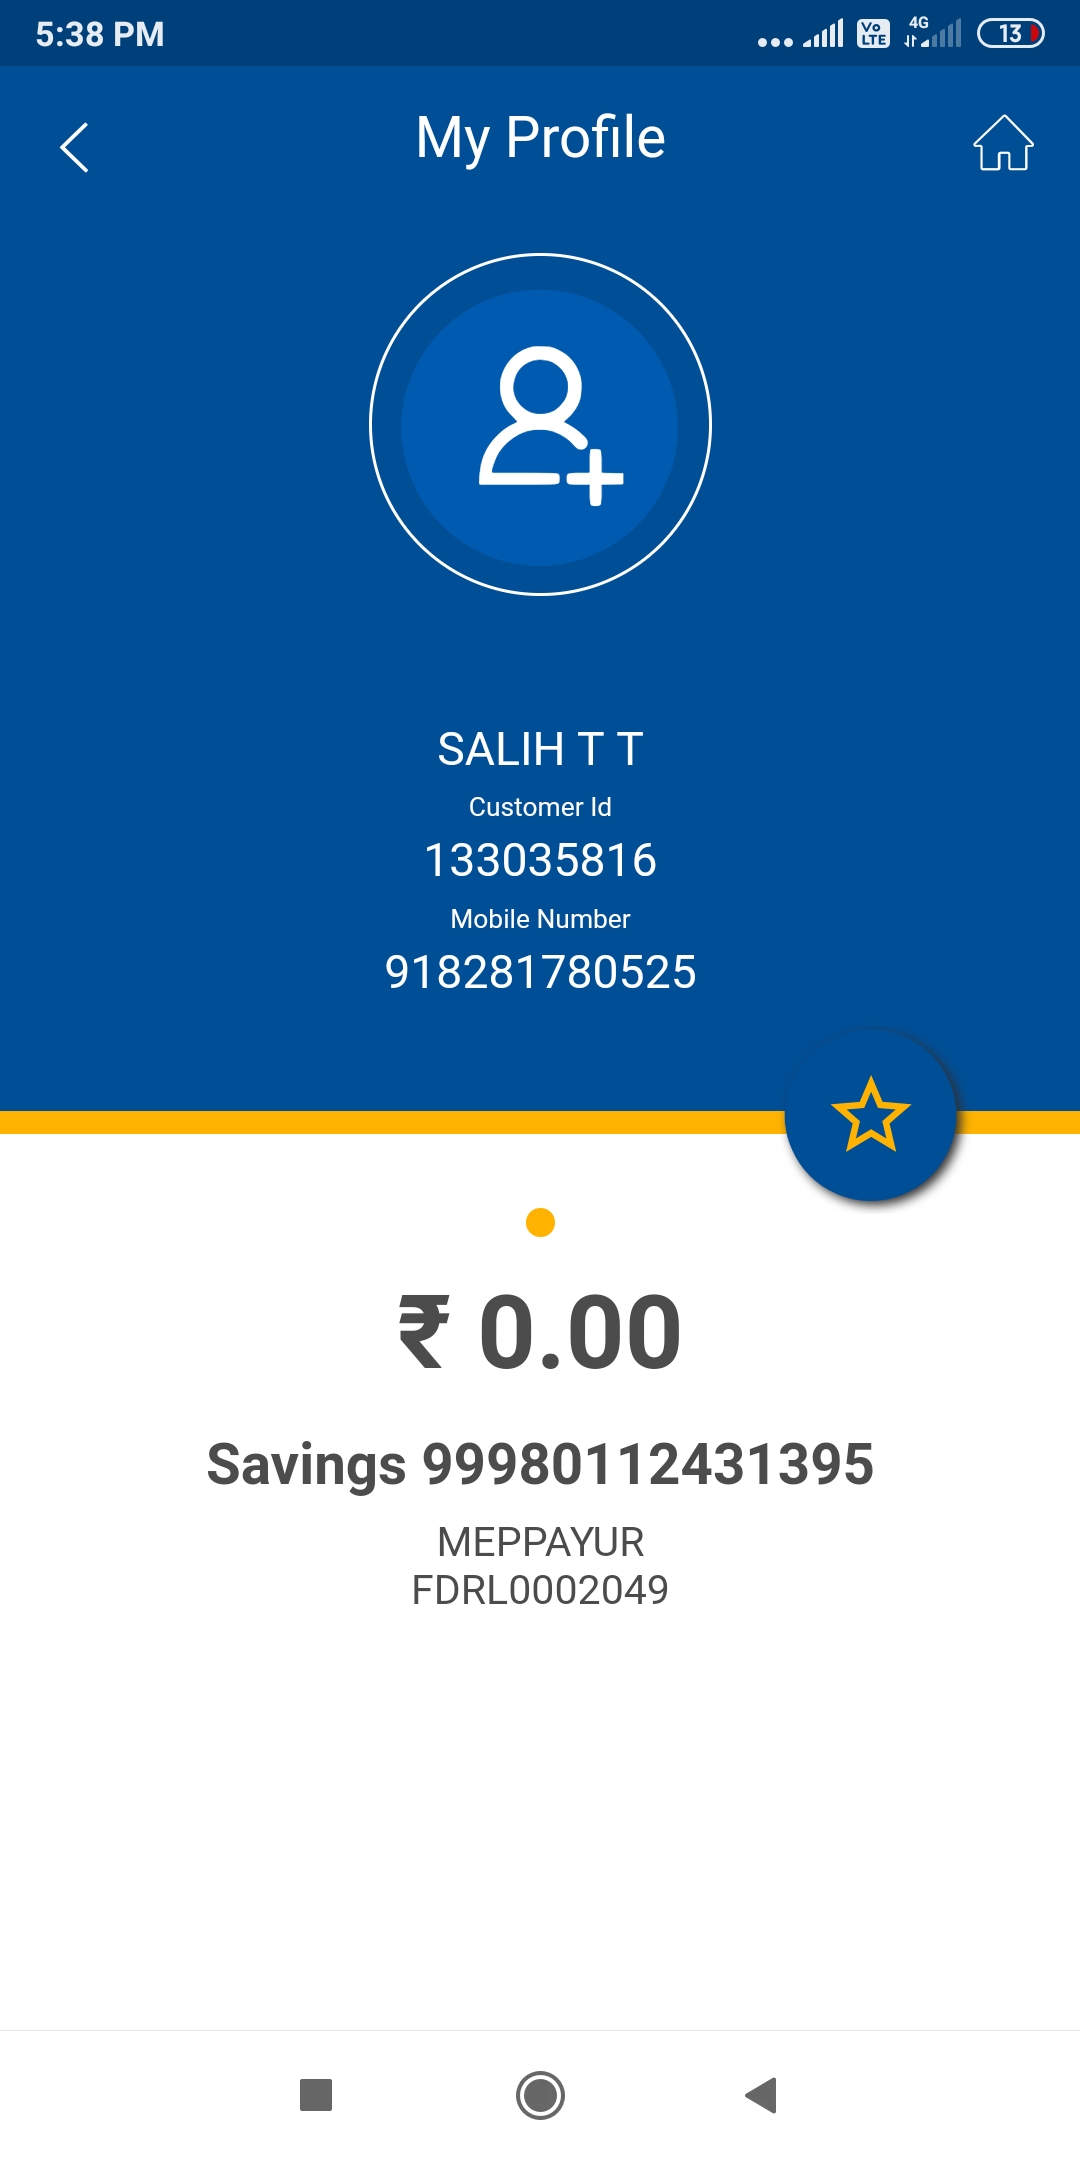 5:38 PM
Vo LTE
4G
13
My Profile
SALIH T T
Customer Id
133035816
Mobile Number
918281780525
₹ 0.00
Savings 99980112431395
MEPPAYUR
FDRL0002049